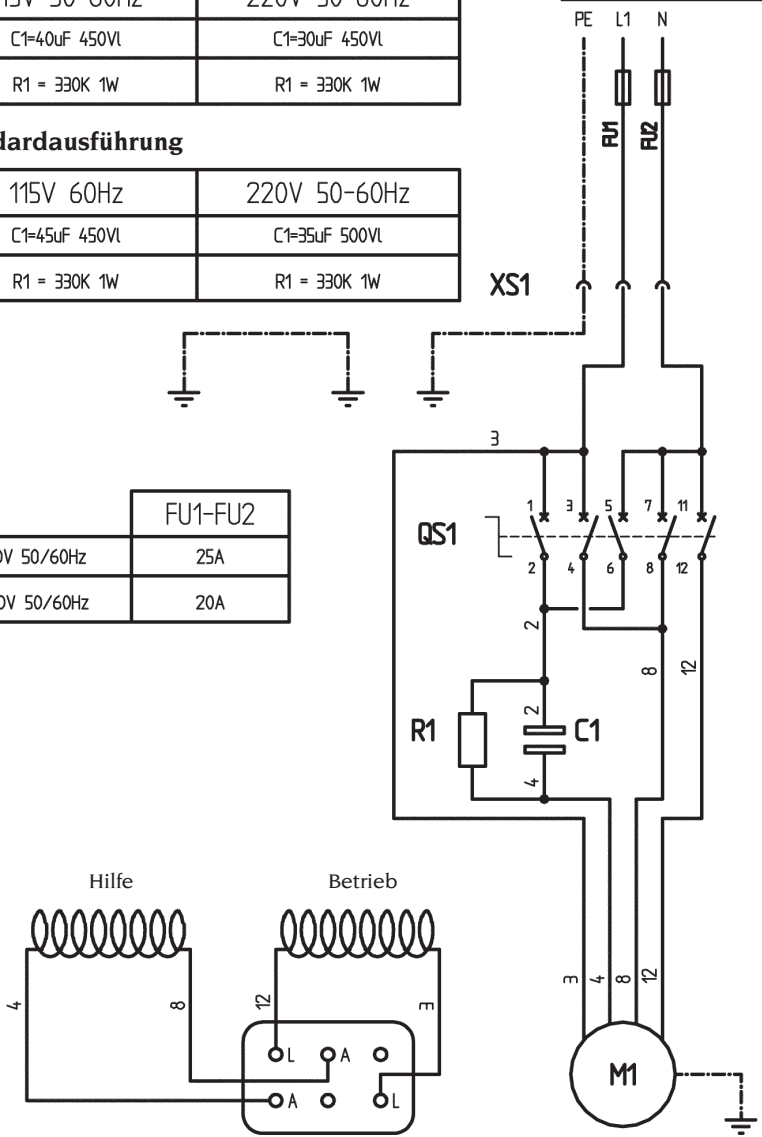 PE L1 N
C1=40uF 450Vl C1=30uF 450Vl
R1 = 330K 1W R1 = 330K 1W
FU1 FU2
dardausführung
115V 60Hz 220V 50-60Hz
C1=45uF 450Vl C1=35uF 500Vl
R1 = 330K 1W R1 = 330K 1W
XS1
3
FU1-FU2
0V 50/60Hz 25A
0V 50/60Hz 20A
QS1
1 3 5 7 11
2 4 6 8 12
2 8 12
R1 2 C1
4
Hilfe Betrieb
4 8 12 3
3 4 8 12
L A
A L
M1